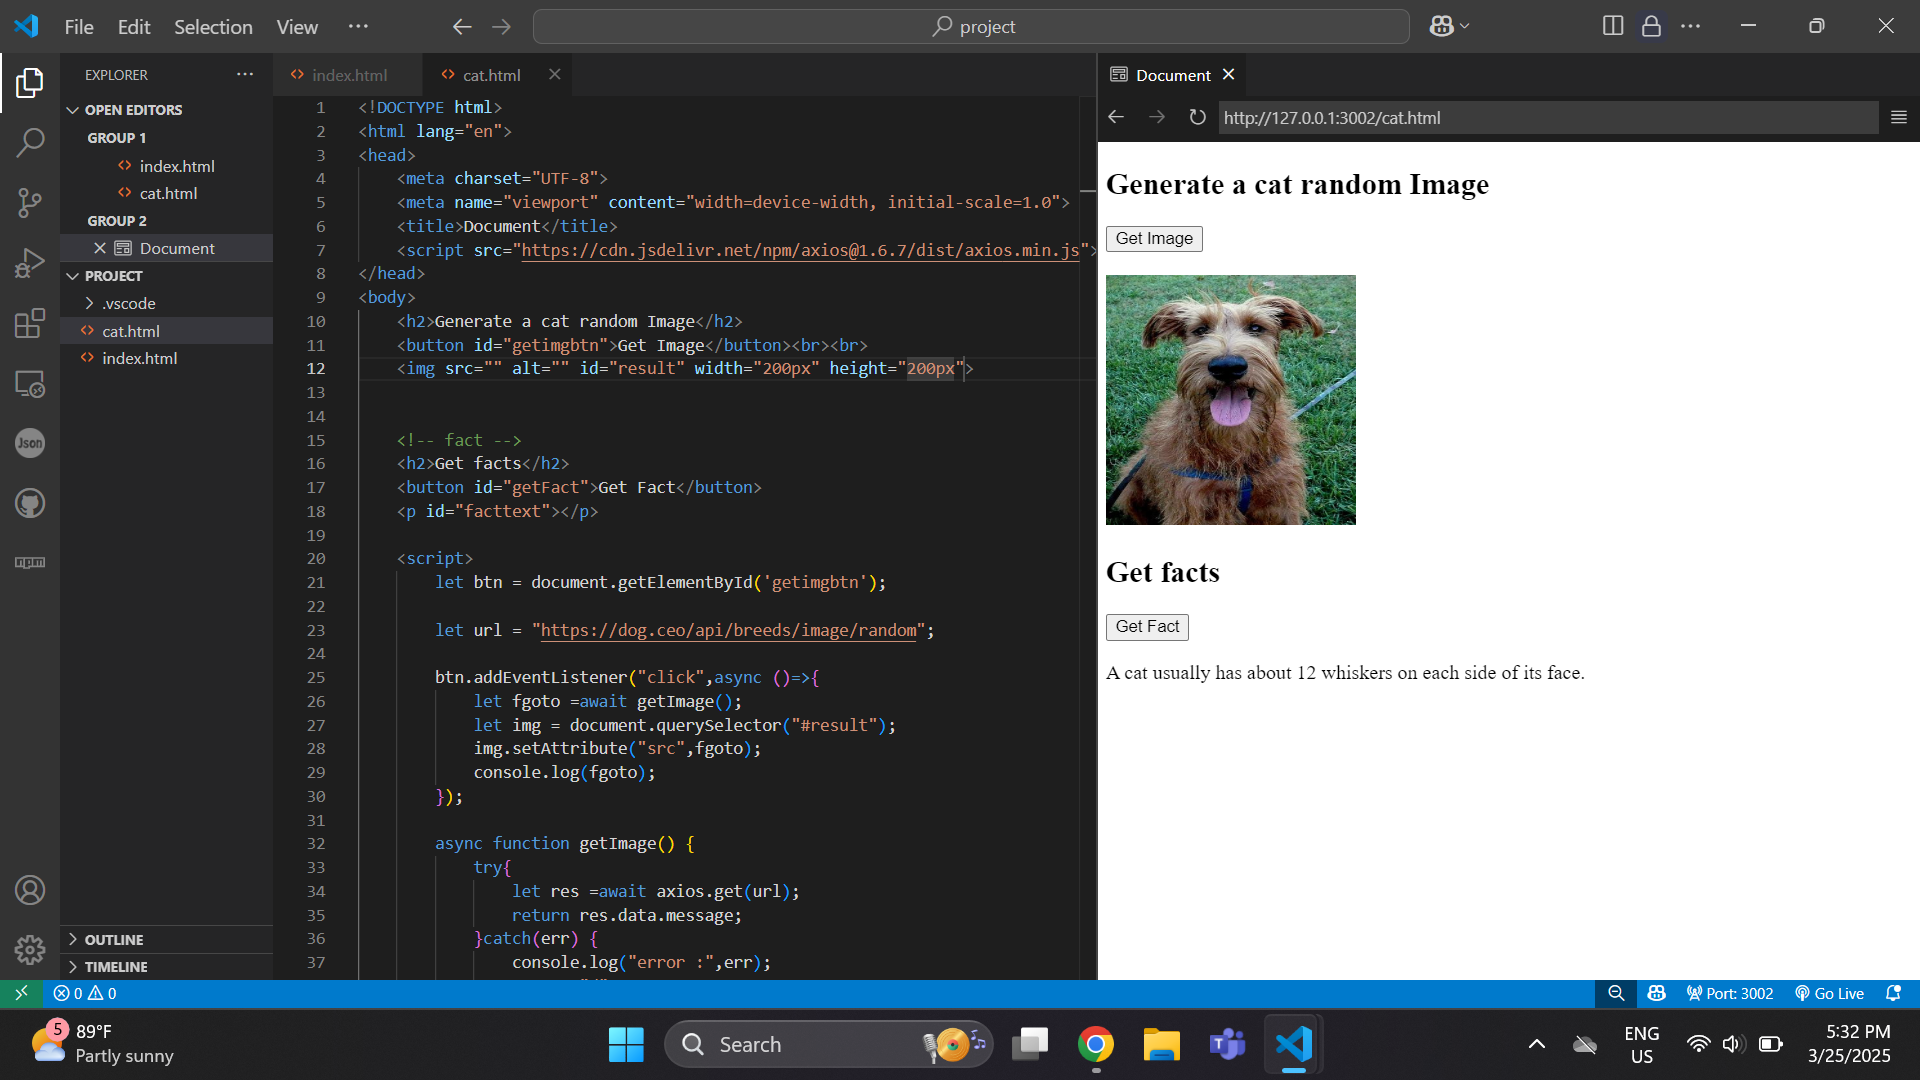 File Edit Selection View ··· project
EXPLORER ···
OPEN EDITORS
GROUP 1
index.html
cat.html
GROUP 2
Document
PROJECT
.vscode
cat.html
index.html
OUTLINE
TIMELINE
Json
index.html cat.html
1 <!DOCTYPE html>
2 <html lang="en">
3 <head>
4 <meta charset="UTF-8">
5 <meta name="viewport" content="width=device-width, initial-scale=1.0">
6 <title>Document</title>
7 <script src="https://cdn.jsdelivr.net/npm/axios@1.6.7/dist/axios.min.js">
8 </head>
9 <body>
10 <h2>Generate a cat random Image</h2>
11 <button id="getimgbtn">Get Image</button><br><br>
12 <img src="" alt="" id="result" width="200px" height="200px">
13
14
15 <!-- fact -->
16 <h2>Get facts</h2>
17 <button id="getFact">Get Fact</button>
18 <p id="facttext"></p>
19
20 <script>
21 let btn = document.getElementById('getimgbtn');
22
23 let url = "https://dog.ceo/api/breeds/image/random";
24
25 btn.addEventListener("click",async ()=>{
26 let fgoto =await getImage();
27 let img = document.querySelector("#result");
28 img.setAttribute("src",fgoto);
29 console.log(fgoto);
30 });
31
32 async function getImage() {
33 try{
34 let res =await axios.get(url);
35 return res.data.message;
36 }catch(err) {
37 console.log("error :",err);
Document
http://127.0.0.1:3002/cat.html
Generate a cat random Image
Get Image
Get facts
Get Fact
A cat usually has about 12 whiskers on each side of its face.
0 0 Port: 3002 Go Live
5
89°F
Partly sunny
Search
ENG
US
5:32 PM
3/25/2025